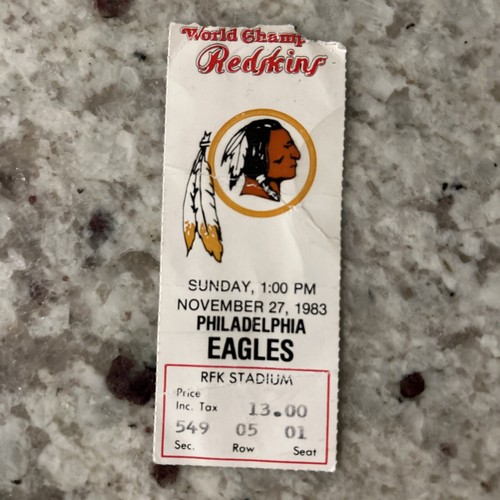 World Champ
Redskins
SUNDAY, 1:00 PM
NOVEMBER 27, 1983
PHILADELPHIA
EAGLES
RFK STADIUM
Price
Inc. Tax 13.00
549 05 01
Sec. Row Seat